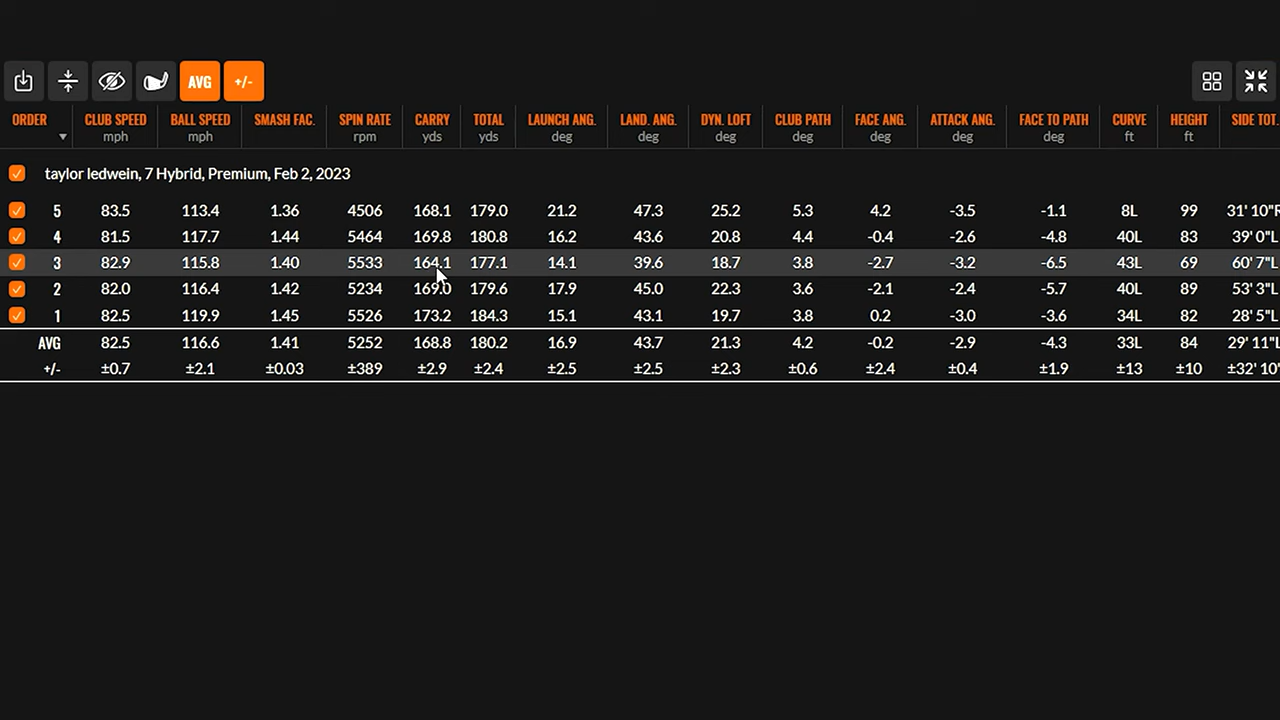 AVG +/-
ORDER CLUB SPEED BALL SPEED SMASH FAC. SPIN RATE CARRY TOTAL LAUNCH ANG. LAND. ANG. DYN. LOFT CLUB PATH FACE ANG. ATTACK ANG. FACE TO PATH CURVE HEIGHT SIDE TOT.
mph mph rpm yds yds deg deg deg deg deg deg deg ft ft
taylor ledwein, 7 Hybrid, Premium, Feb 2, 2023
5 83.5 113.4 1.36 4506 168.1 179.0 21.2 47.3 25.2 5.3 4.2 -3.5 -1.1 8L 99 31' 10"R
4 81.5 117.7 1.44 5464 169.8 180.8 16.2 43.6 20.8 4.4 -0.4 -2.6 -4.8 40L 83 39' 0"L
3 82.9 115.8 1.40 5533 164.1 177.1 14.1 39.6 18.7 3.8 -2.7 -3.2 -6.5 43L 69 60' 7"L
2 82.0 116.4 1.42 5234 169.0 179.6 17.9 45.0 22.3 3.6 -2.1 -2.4 -5.7 40L 89 53' 3"L
1 82.5 119.9 1.45 5526 173.2 184.3 15.1 43.1 19.7 3.8 0.2 -3.0 -3.6 34L 82 28' 5"L
AVG 82.5 116.6 1.41 5252 168.8 180.2 16.9 43.7 21.3 4.2 -0.2 -2.9 -4.3 33L 84 29' 11"L
+/- ±0.7 ±2.1 ±0.03 ±389 ±2.9 ±2.4 ±2.5 ±2.5 ±2.3 ±0.6 ±2.4 ±0.4 ±1.9 ±13 ±10 ±32' 10"